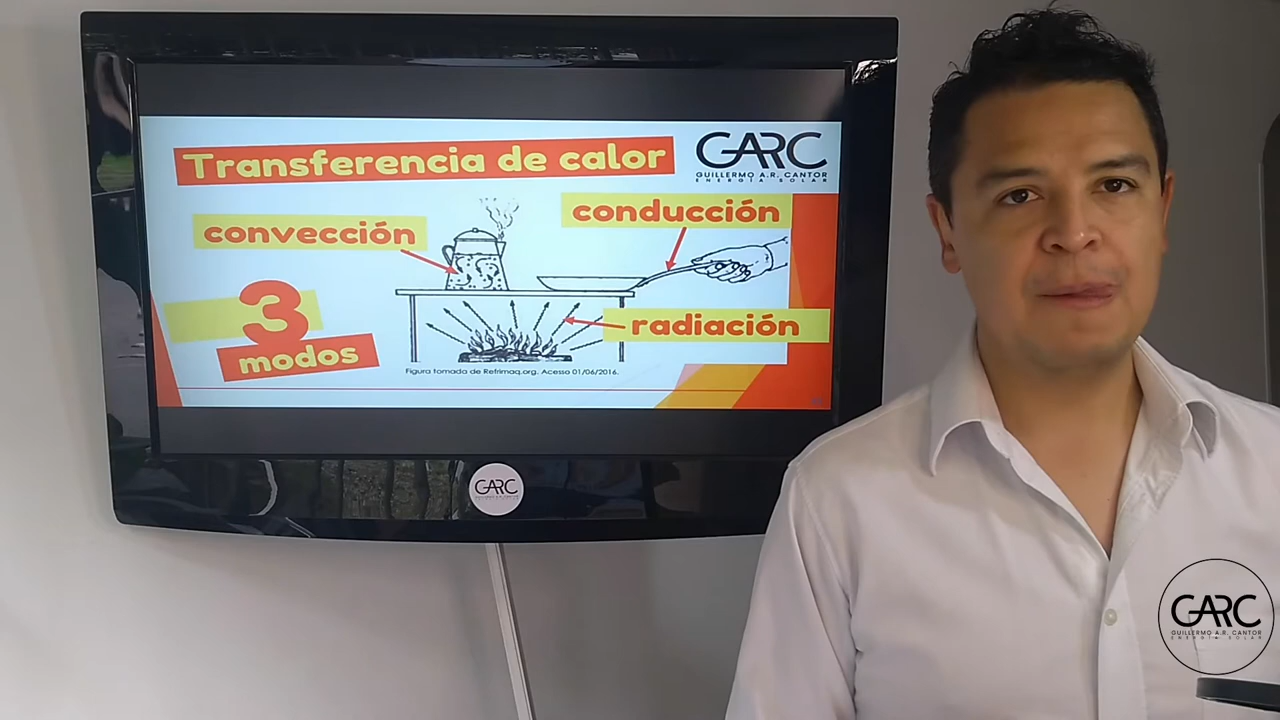 Transferencia de calor
GARC
GUILLERMO A.R. CANTOR
ENERGÍA SOLAR
convección
conducción
3
modos
radiación
Figura tomada de Refrimaq.org. Acesso 01/06/2016.
GARC
GARC
GUILLERMO A.R. CANTOR
ENERGÍA SOLAR